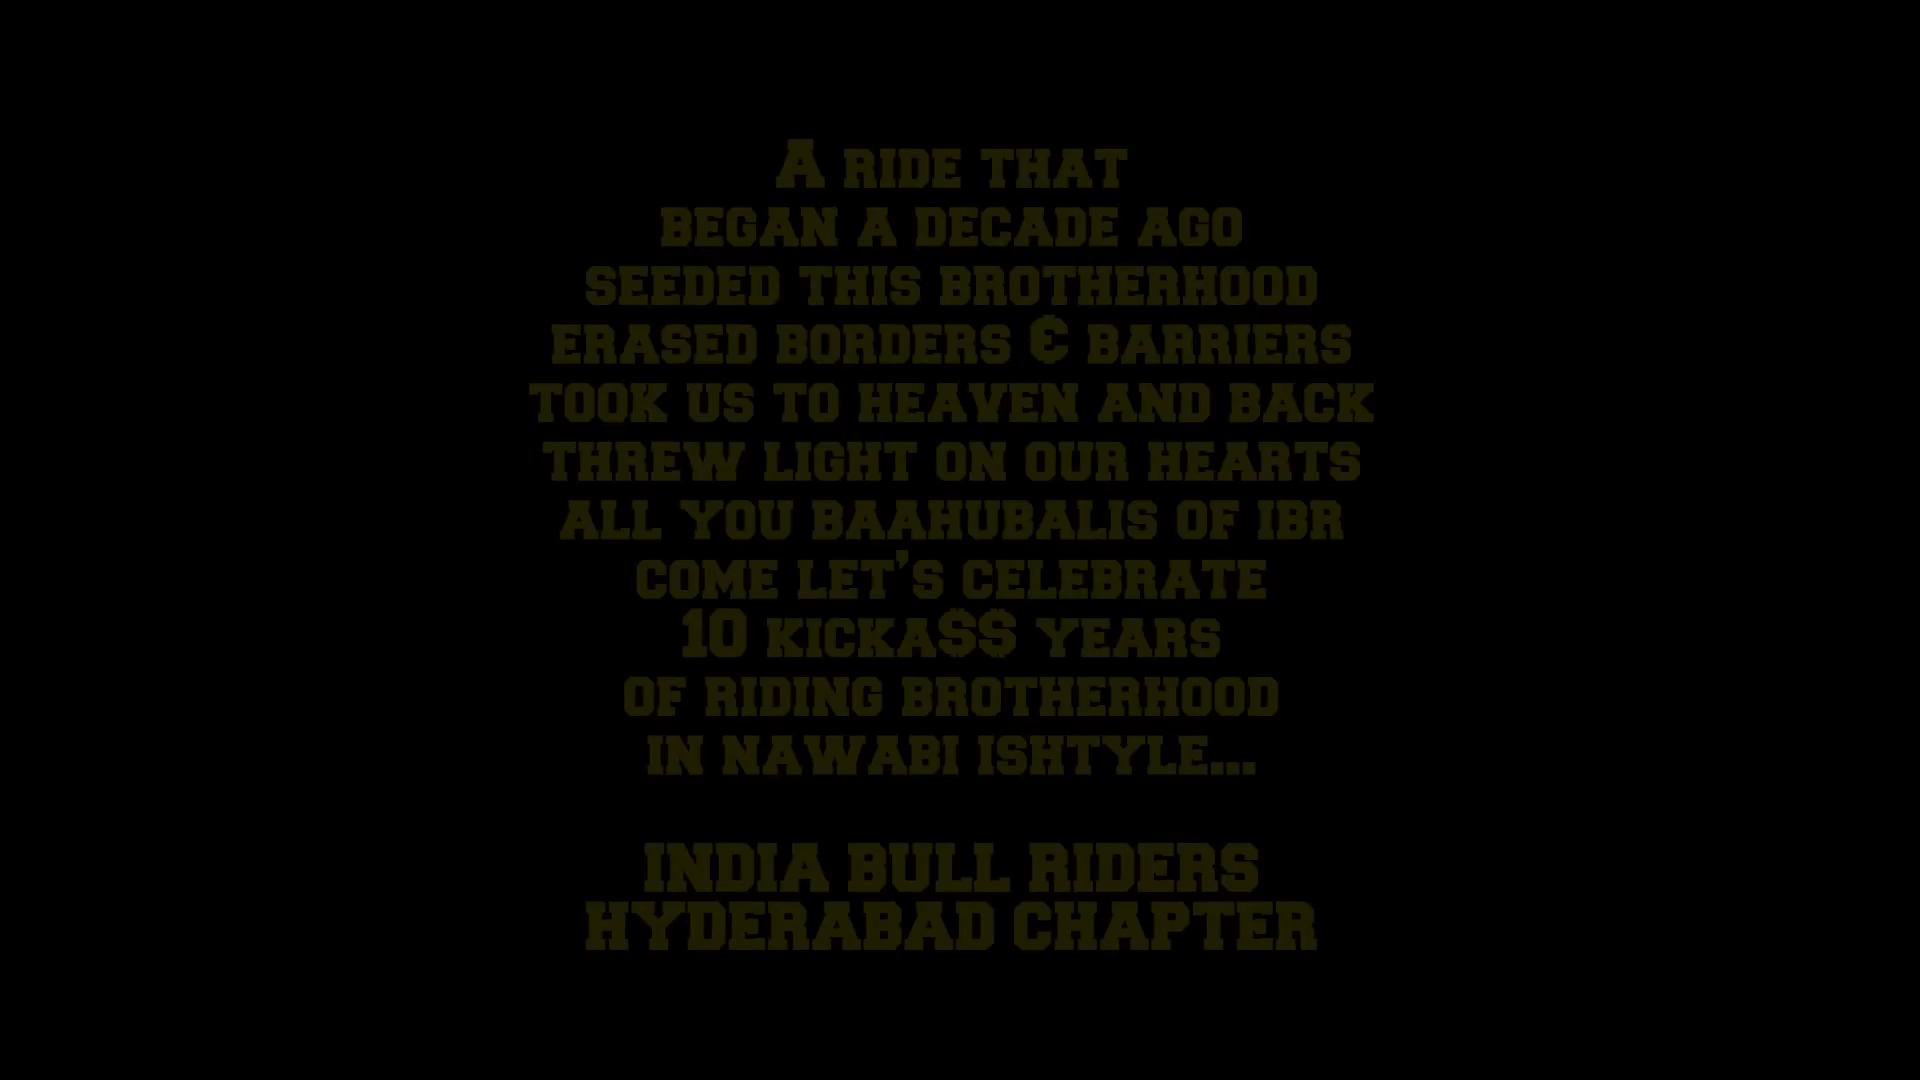 A RIDE THAT
BEGAN A DECADE AGO
SEEDED THIS BROTHERHOOD
ERASED BORDERS & BARRIERS
TOOK US TO HEAVEN AND BACK
THREW LIGHT ON OUR HEARTS
ALL YOU BAAHUBALIS OF IBR
COME LET'S CELEBRATE
10 KICKA$$ YEARS
OF RIDING BROTHERHOOD
IN NAWABI ISHTYLE...
INDIA BULL RIDERS
HYDERABAD CHAPTER